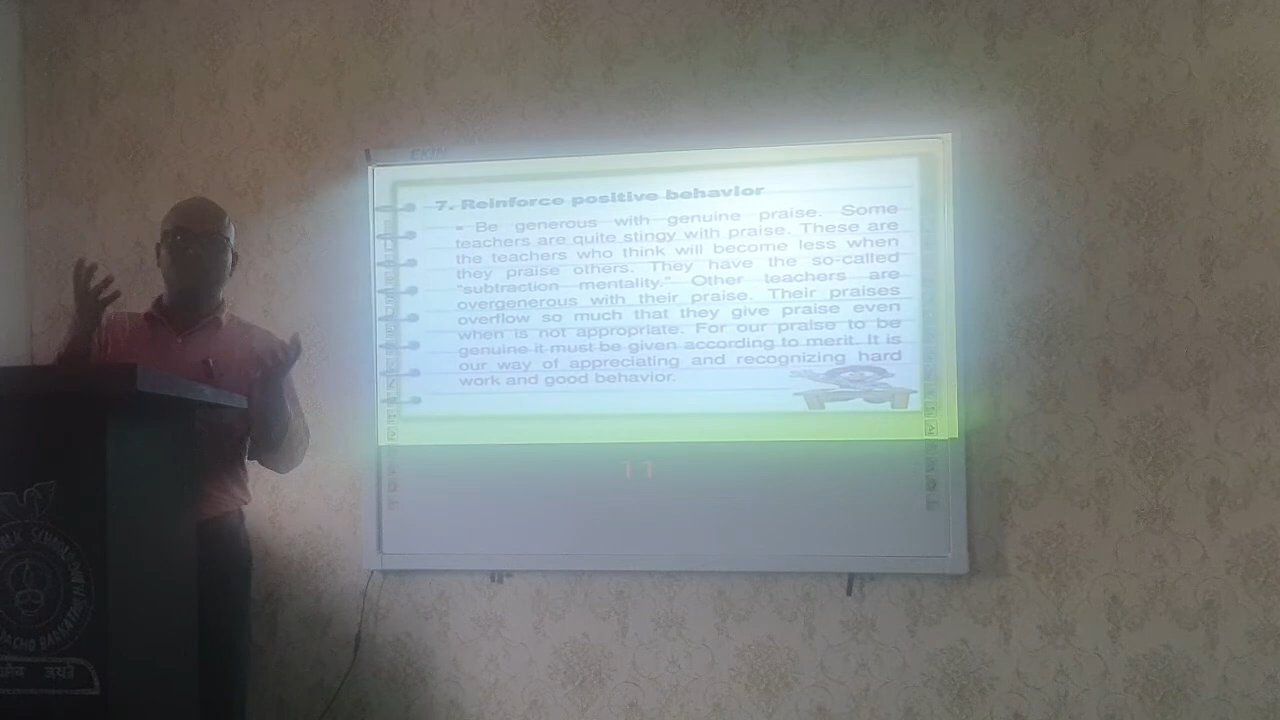 EKIN
7. Reinforce positive behavior
" Be generous with genuine praise. Some
teachers are quite stingy with praise. These are
the teachers who think will become less when
they praise others. They have the so-called
"subtraction mentality." Other teachers are
overgenerous with their praise. Their praises
overflow so much that they give praise even
when is not appropriate. For our praise to be
genuine it must be given according to merit. It is
our way of appreciating and recognizing hard
work and good behavior.
11
SCHOOL
जयते